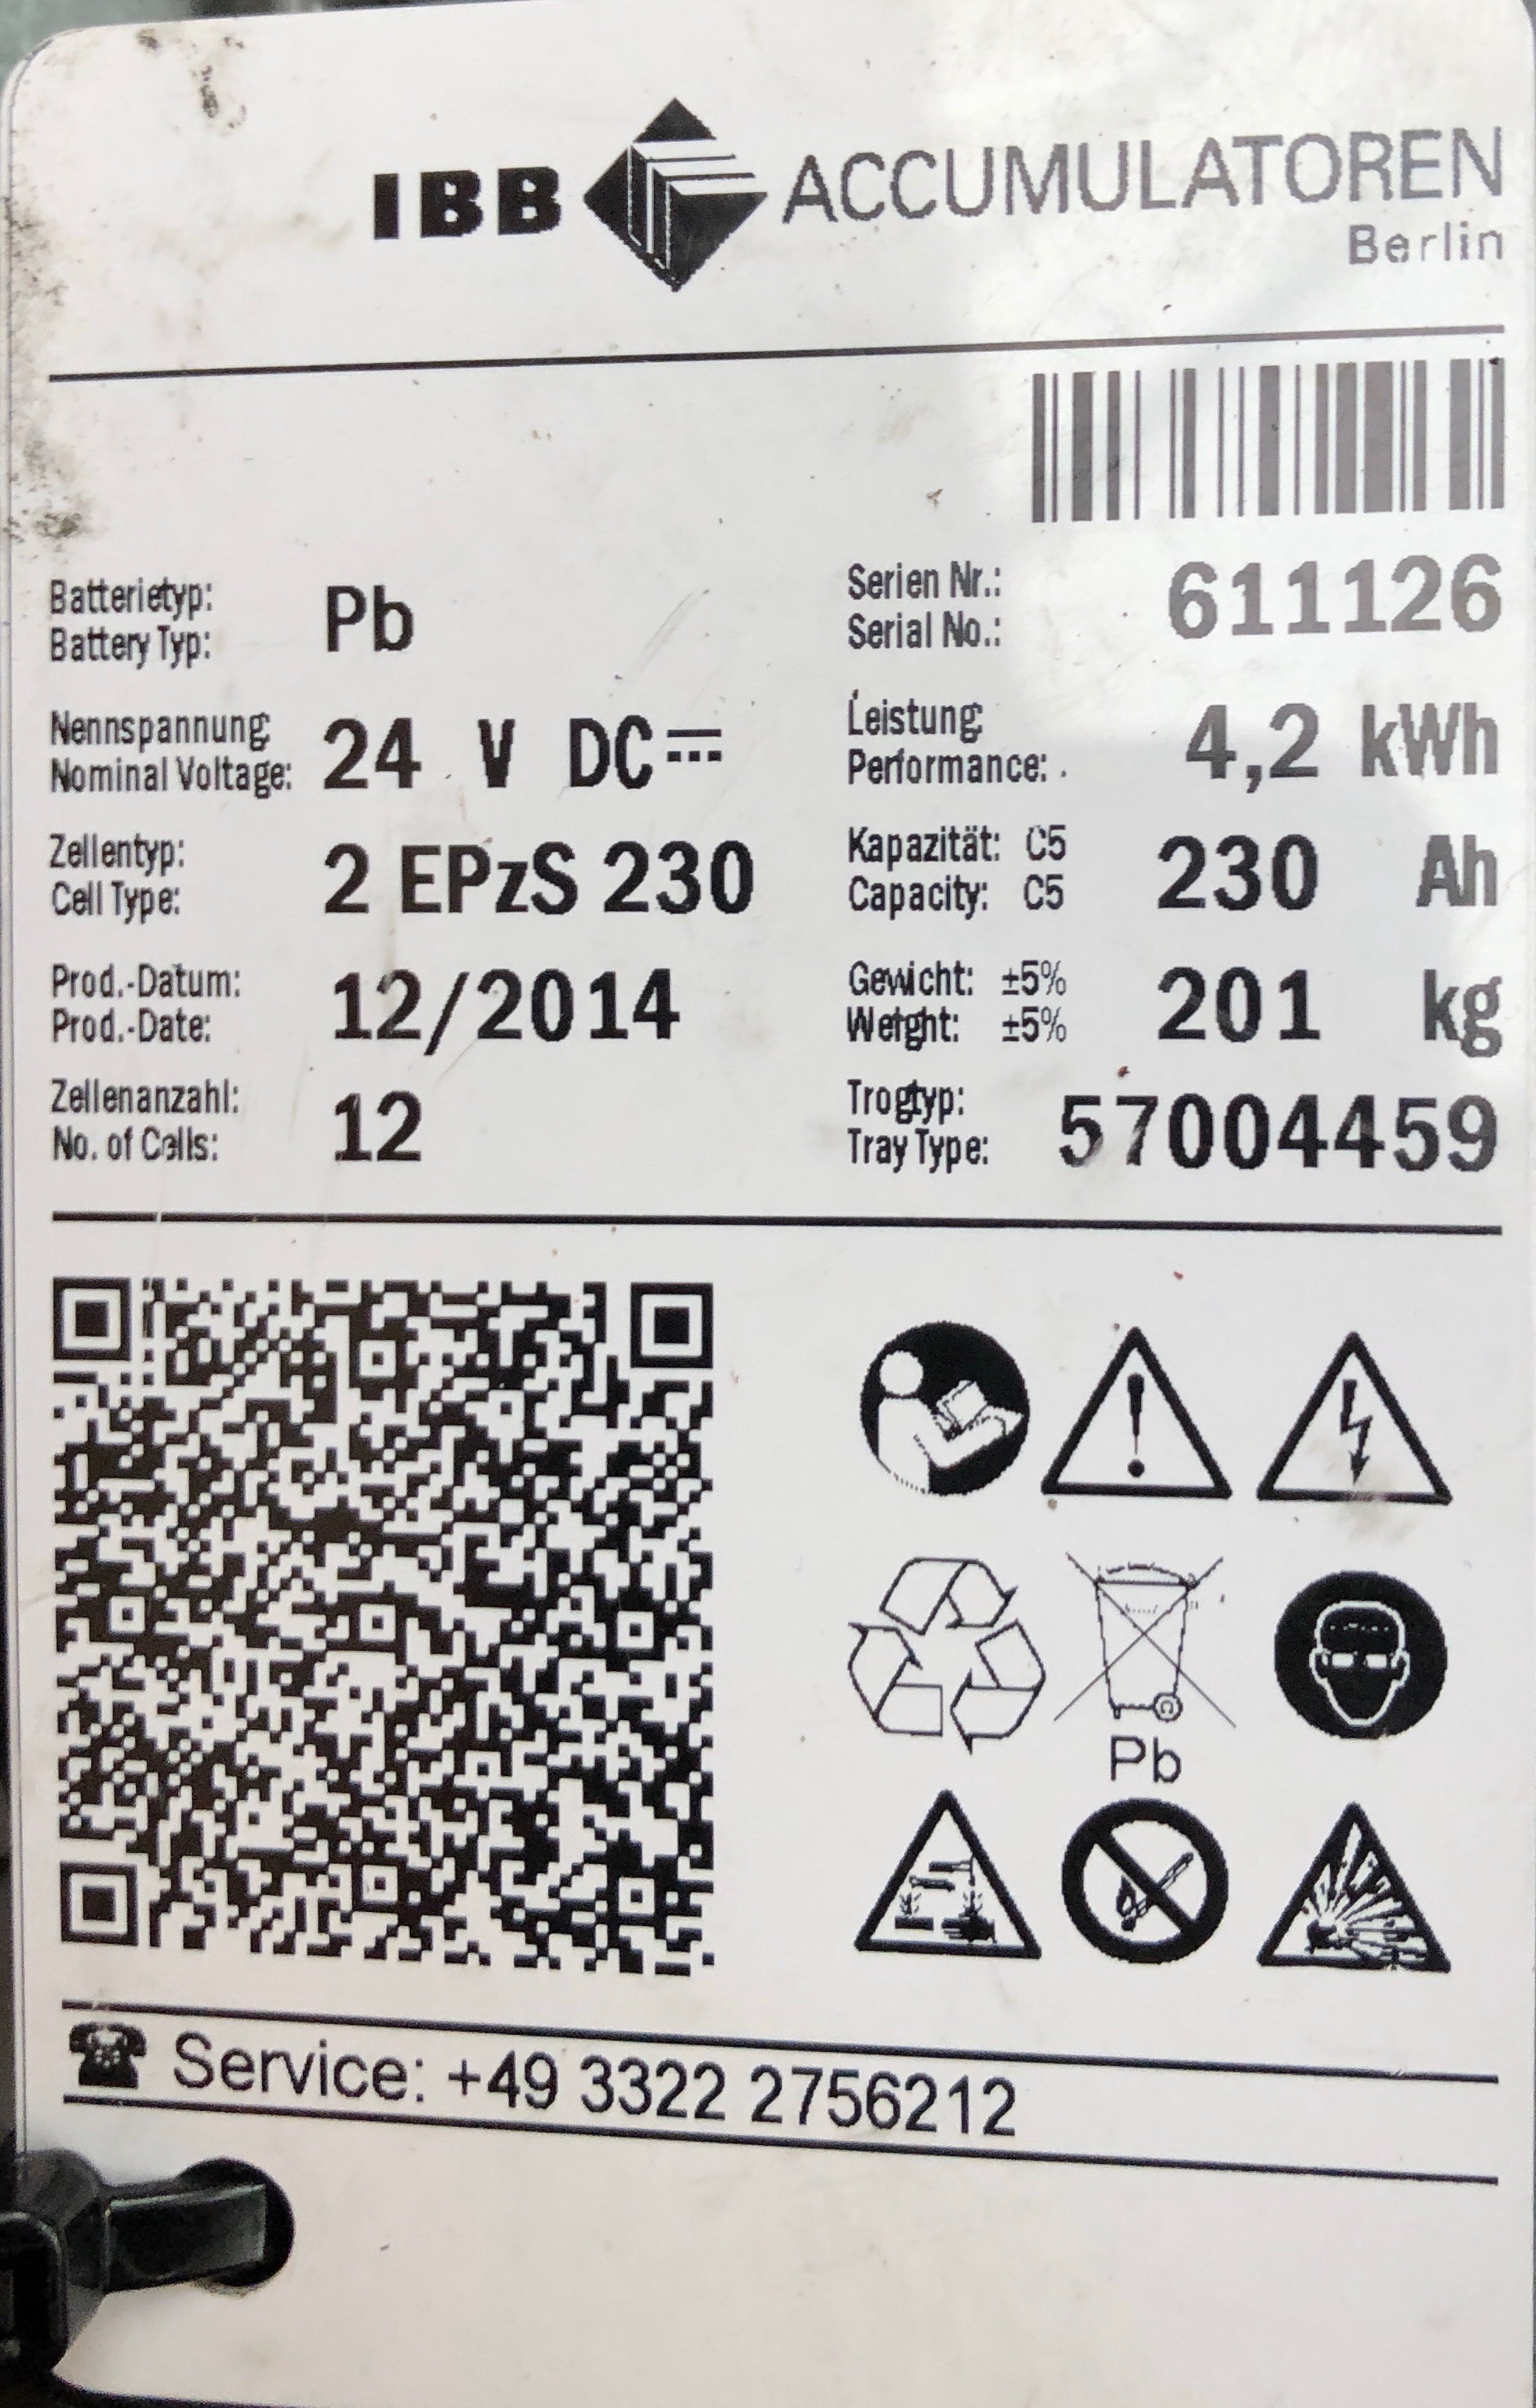 IBB ACCUMULATOREN
Berlin
Batterietyp:
Battery Typ:
Pb
Serien Nr.:
Serial No.:
611126
Nennspannung:
Nominal Voltage:
24 V DC
Leistung:
Performance:
4,2 kWh
Zellentyp:
Cell Type:
2 EPzS 230
Kapazität: C5
Capacity: C5
230 Ah
Prod.-Datum:
Prod.-Date:
12/2014
Gewicht: ±5%
Weight: ±5%
201 kg
Zellenanzahl:
No. of Cells:
12
Trogtyp:
Tray Type:
57004459
Pb
Service: +49 3322 2756212